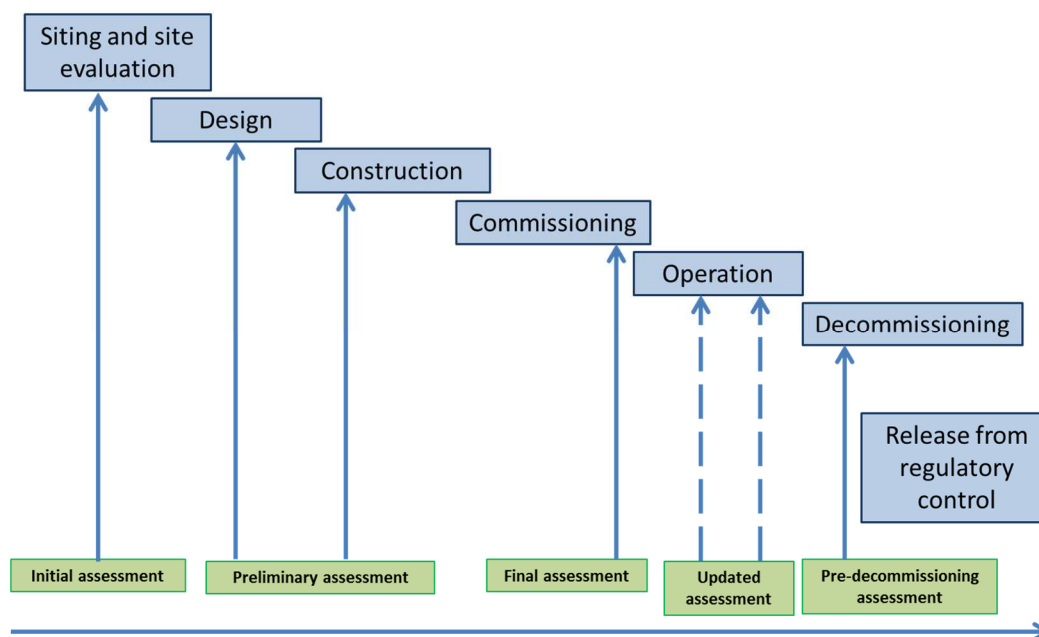 Siting and site
evaluation
Design
Construction
Commissioning
Operation
Decommissioning
Release from
regulatory
control
Initial assessment
Preliminary assessment
Final assessment
Updated
assessment
Pre-decommissioning
assessment